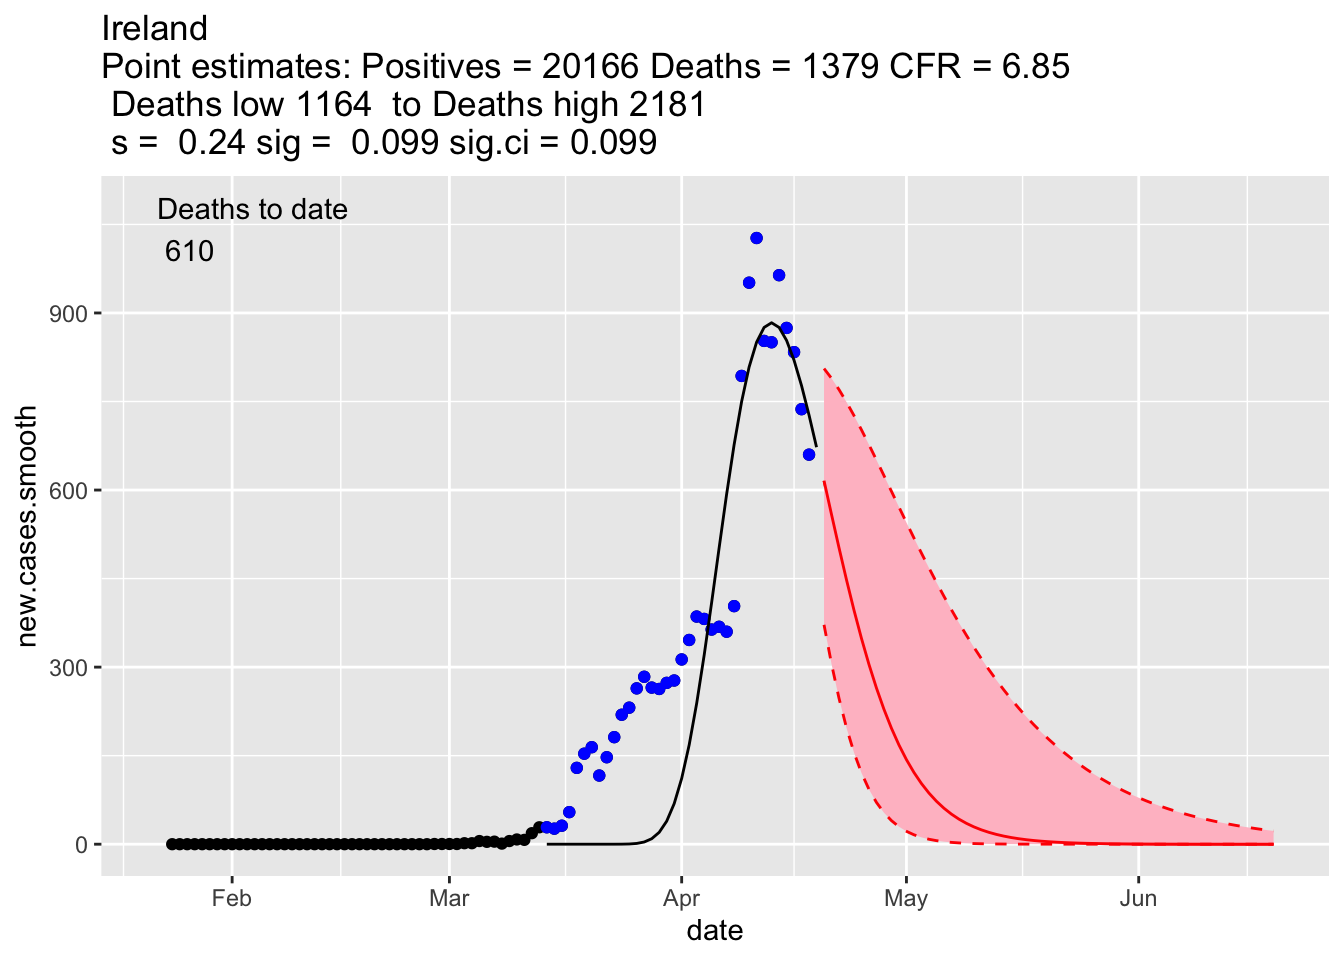 Ireland
Point estimates: Positives = 20166 Deaths = 1379 CFR = 6.85
Deaths low 1164  to Deaths high 2181
s =  0.24 sig =  0.099 sig.ci = 0.099
Deaths to date
610
900
600
300
0
new.cases.smooth
Feb Mar Apr May Jun
date